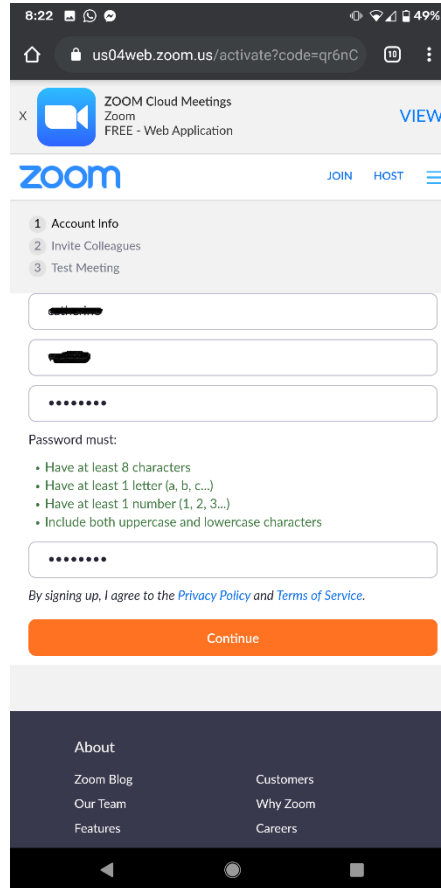 8:22 49%
us04web.zoom.us/activate?code=qr6nC 10
X
ZOOM Cloud Meetings
Zoom
FREE - Web Application
VIEW
zoom JOIN HOST
1 Account Info
2 Invite Colleagues
3 Test Meeting
••••••••
Password must:
• Have at least 8 characters
• Have at least 1 letter (a, b, c...)
• Have at least 1 number (1, 2, 3...)
• Include both uppercase and lowercase characters
••••••••
By signing up, I agree to the Privacy Policy and Terms of Service.
Continue
About
Zoom Blog Customers
Our Team Why Zoom
Features Careers